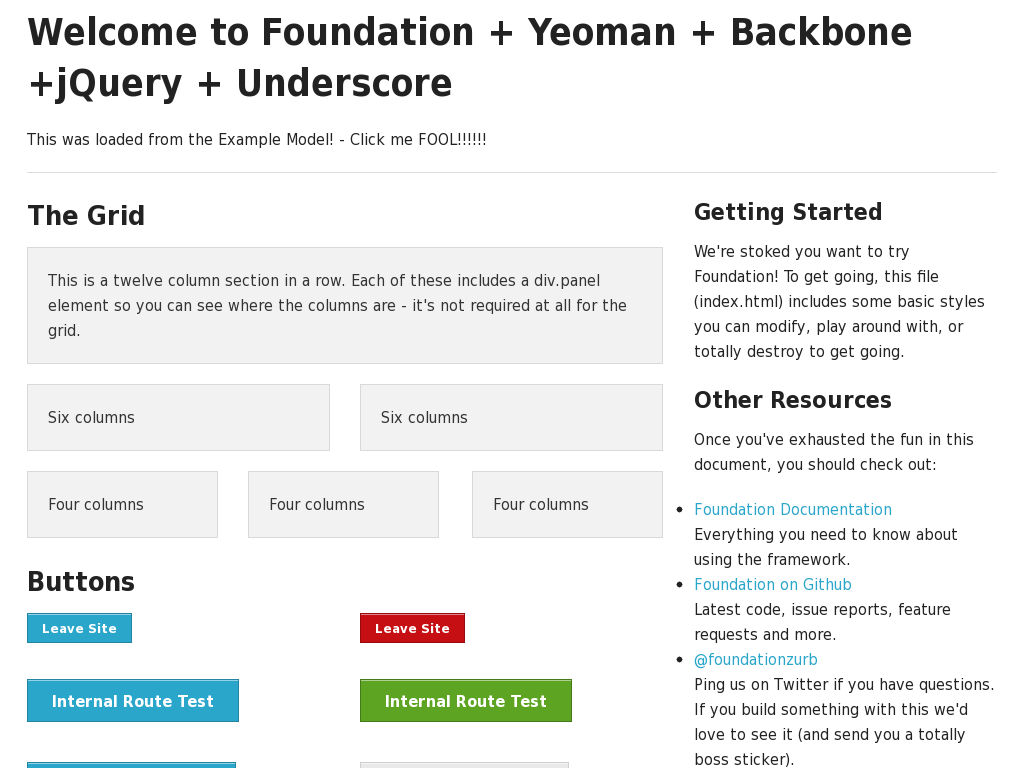 Welcome to Foundation + Yeoman + Backbone
+jQuery + Underscore
This was loaded from the Example Model! - Click me FOOL!!!!!!
The Grid
This is a twelve column section in a row. Each of these includes a div.panel
element so you can see where the columns are - it's not required at all for the
grid.
Six columns
Six columns
Four columns
Four columns
Four columns
Buttons
Leave Site
Leave Site
Internal Route Test
Internal Route Test
Getting Started
We're stoked you want to try
Foundation! To get going, this file
(index.html) includes some basic styles
you can modify, play around with, or
totally destroy to get going.
Other Resources
Once you've exhausted the fun in this
document, you should check out:
Foundation Documentation
Everything you need to know about
using the framework.
Foundation on Github
Latest code, issue reports, feature
requests and more.
@foundationzurb
Ping us on Twitter if you have questions.
If you build something with this we'd
love to see it (and send you a totally
boss sticker).